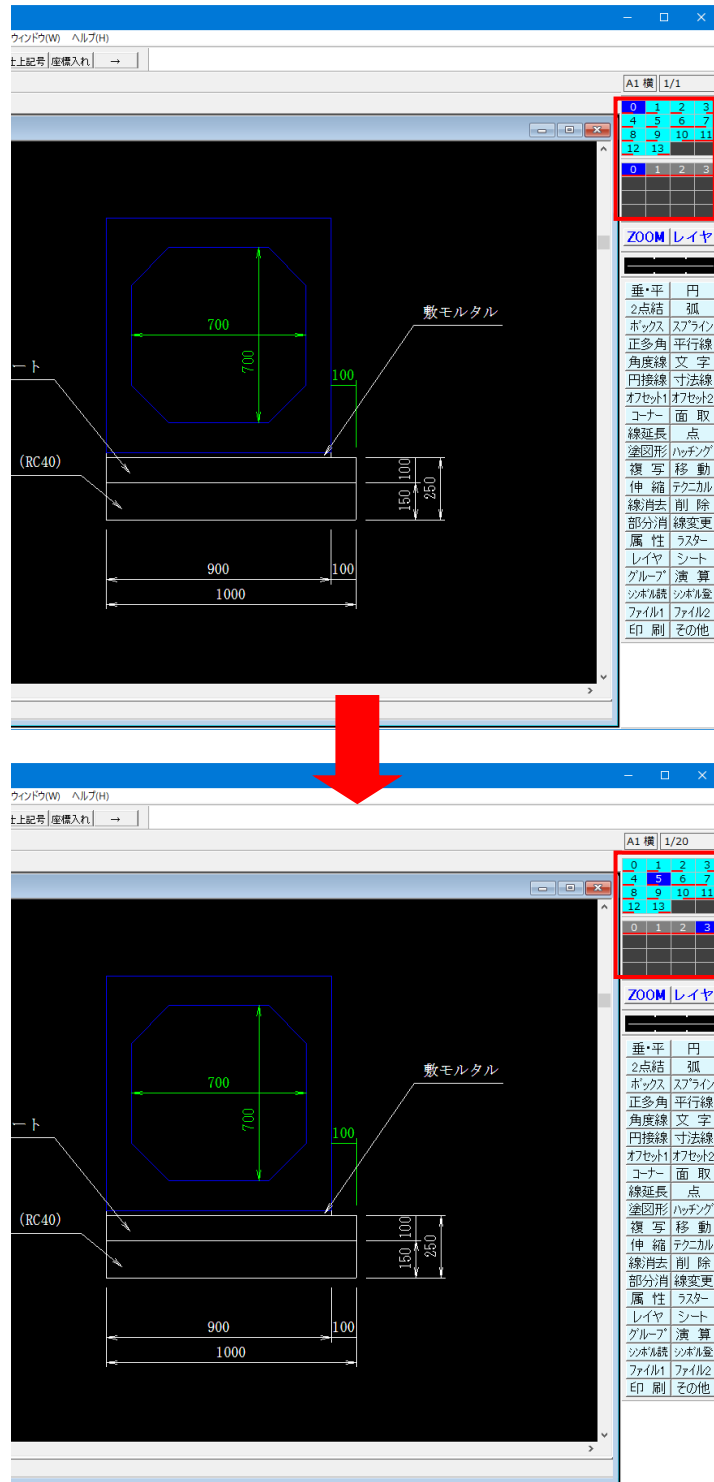 ウィンドウ(W) ヘルプ(H)
仕上記号 座標入れ →
A1 横 1/1
0 1 2 3
4 5 6 7
8 9 10 11
12 13
0 1 2 3
ZOOM レイヤ
垂・平 円
2点結 弧
ボックス スプライン
正多角 平行線
角度線 文 字
円接線 寸法線
オフセット1 オフセット2
コーナー 面 取
線延長 点
塗図形 ハッチング
複 写 移 動
伸 縮 テクニカル
線消去 削 除
部分消 線変更
属 性 ラスター
レイヤ シート
グループ 演 算
シンボル読 シンボル登
ファイル1 ファイル2
印 刷 その他
敷モルタル
700
700
100
ート
(RC40)
100
150
250
900 100
1000
ウィンドウ(W) ヘルプ(H)
仕上記号 座標入れ →
A1 横 1/20
0 1 2 3
4 5 6 7
8 9 10 11
12 13
0 1 2 3
ZOOM レイヤ
垂・平 円
2点結 弧
ボックス スプライン
正多角 平行線
角度線 文 字
円接線 寸法線
オフセット1 オフセット2
コーナー 面 取
線延長 点
塗図形 ハッチング
複 写 移 動
伸 縮 テクニカル
線消去 削 除
部分消 線変更
属 性 ラスター
レイヤ シート
グループ 演 算
シンボル読 シンボル登
ファイル1 ファイル2
印 刷 その他
敷モルタル
700
700
100
ート
(RC40)
100
150
250
900 100
1000